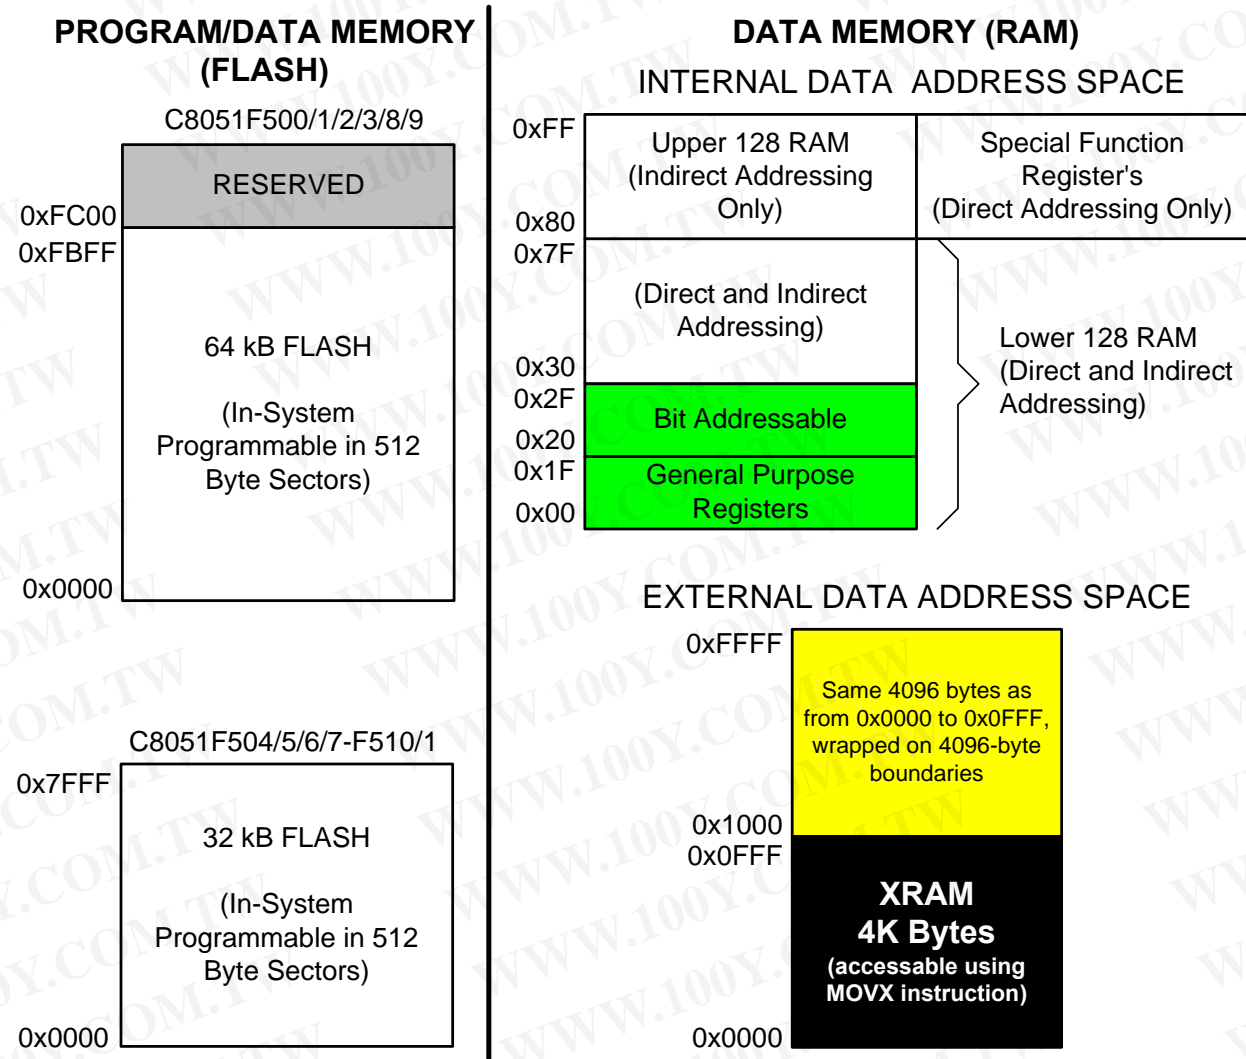 PROGRAM/DATA MEMORY
(FLASH)
C8051F500/1/2/3/8/9
RESERVED
0xFC00
0xFBFF
64 kB FLASH
(In-System
Programmable in 512
Byte Sectors)
0x0000
C8051F504/5/6/7-F510/1
0x7FFF
32 kB FLASH
(In-System
Programmable in 512
Byte Sectors)
0x0000
DATA MEMORY (RAM)
INTERNAL DATA ADDRESS SPACE
0xFF
Upper 128 RAM
(Indirect Addressing
Only)
Special Function
Register's
(Direct Addressing Only)
0x80
0x7F
(Direct and Indirect
Addressing)
Lower 128 RAM
(Direct and Indirect
Addressing)
0x30
0x2F
Bit Addressable
0x20
0x1F
General Purpose
Registers
0x00
EXTERNAL DATA ADDRESS SPACE
0xFFFF
Same 4096 bytes as
from 0x0000 to 0x0FFF,
wrapped on 4096-byte
boundaries
0x1000
0x0FFF
XRAM
4K Bytes
(accessable using
MOVX instruction)
0x0000
WWW.100Y.COM.TW